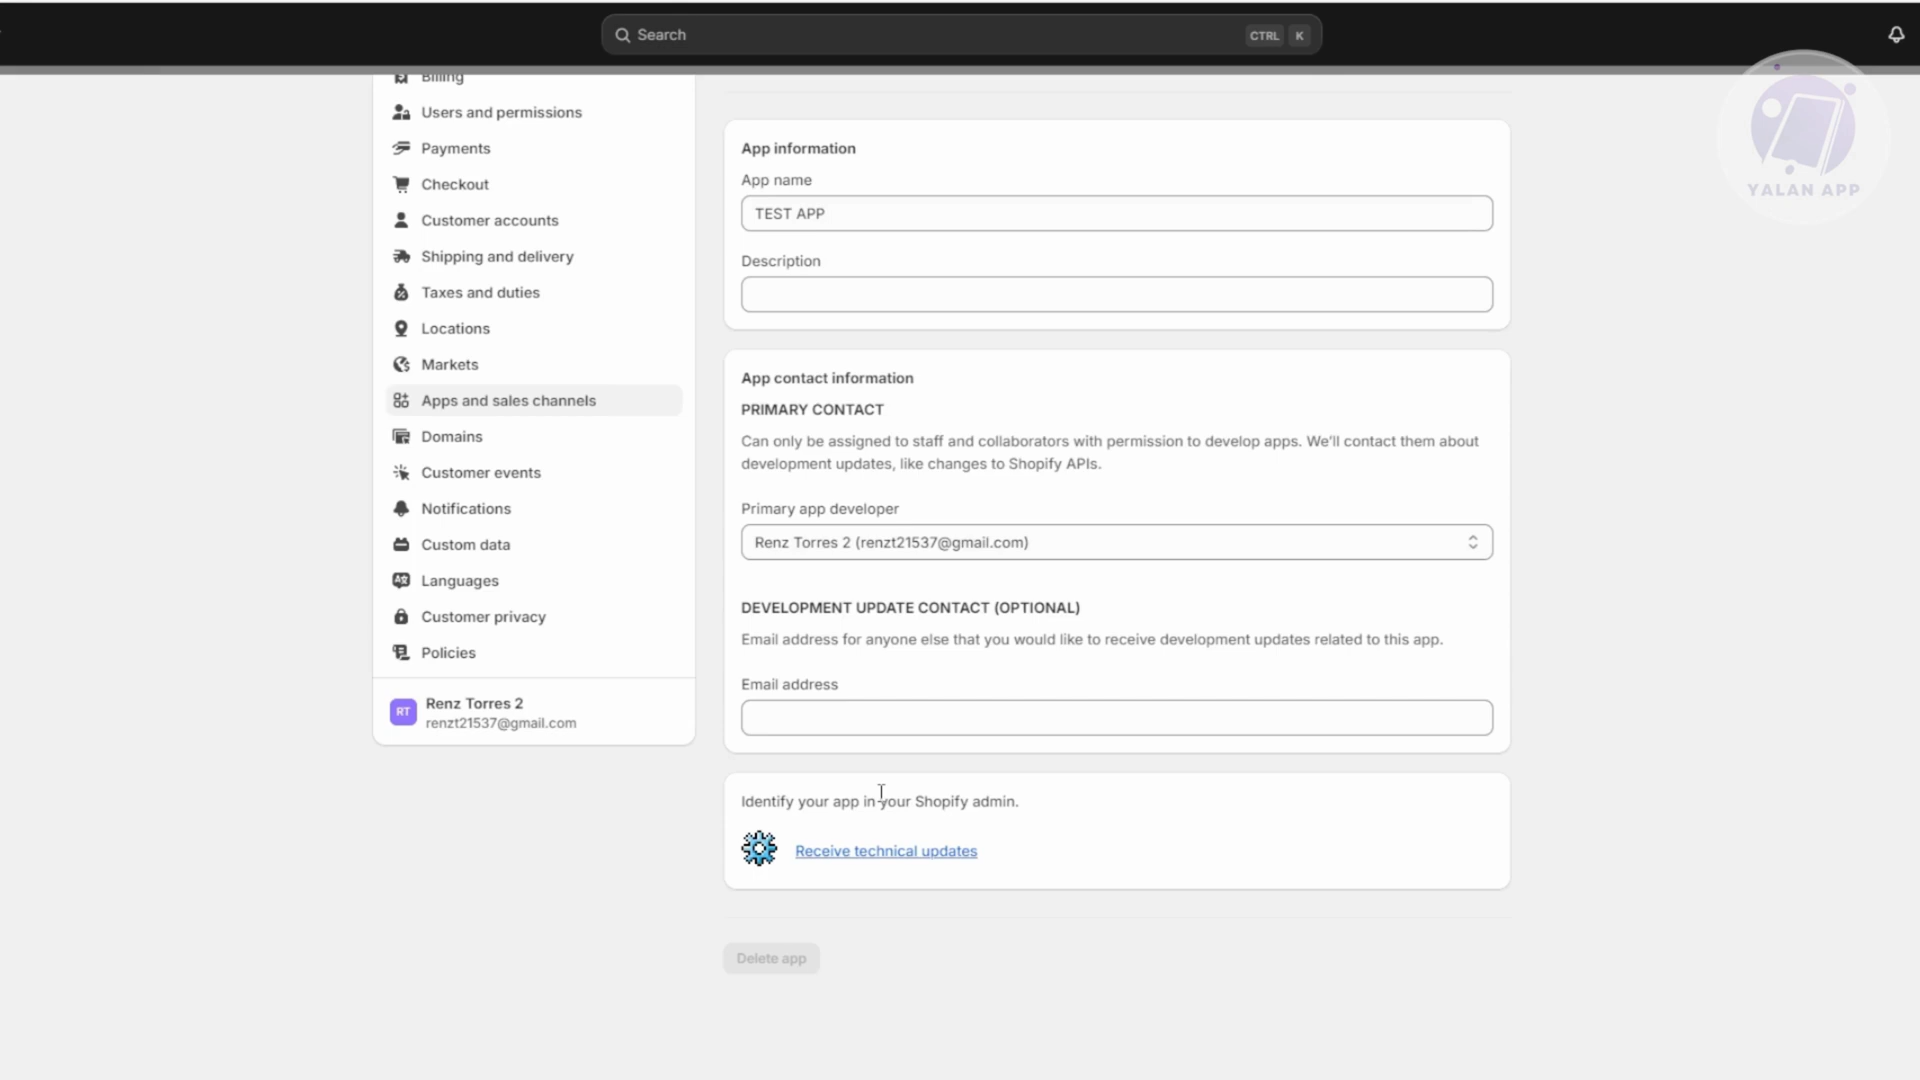 Search
CTRL K
YALAN APP
Billing
Users and permissions
Payments
Checkout
Customer accounts
Shipping and delivery
Taxes and duties
Locations
Markets
Apps and sales channels
Domains
Customer events
Notifications
Custom data
Languages
Customer privacy
Policies
RT
Renz Torres 2
renzt21537@gmail.com
App information
App name
TEST APP
Description
App contact information
PRIMARY CONTACT
Can only be assigned to staff and collaborators with permission to develop apps. We'll contact them about
development updates, like changes to Shopify APIs.
Primary app developer
Renz Torres 2 (renzt21537@gmail.com)
DEVELOPMENT UPDATE CONTACT (OPTIONAL)
Email address for anyone else that you would like to receive development updates related to this app.
Email address
Identify your app in your Shopify admin.
Receive technical updates
Delete app